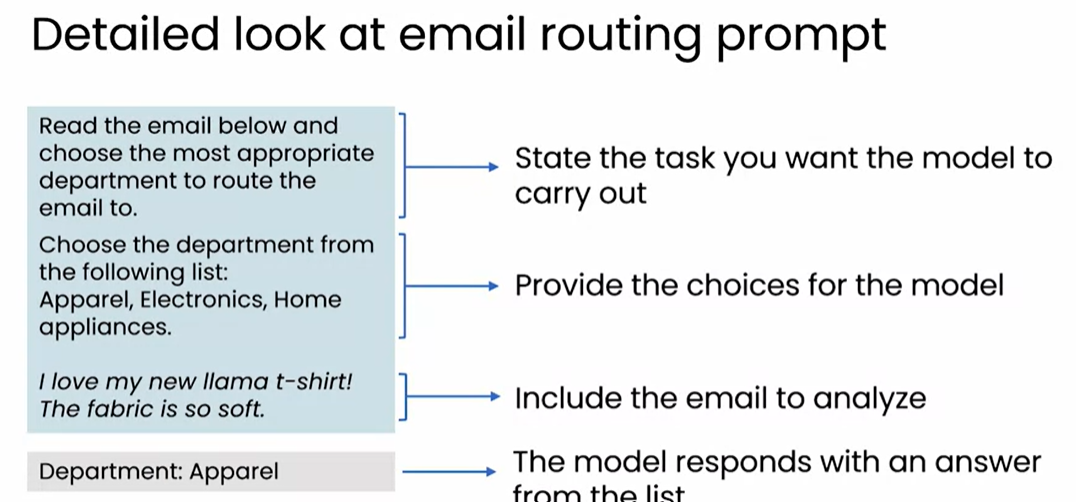 Detailed look at email routing prompt
Read the email below and
choose the most appropriate
department to route the
email to.
State the task you want the model to
carry out
Choose the department from
the following list:
Apparel, Electronics, Home
appliances.
Provide the choices for the model
I love my new llama t-shirt!
The fabric is so soft.
Include the email to analyze
Department: Apparel
The model responds with an answer
from the list